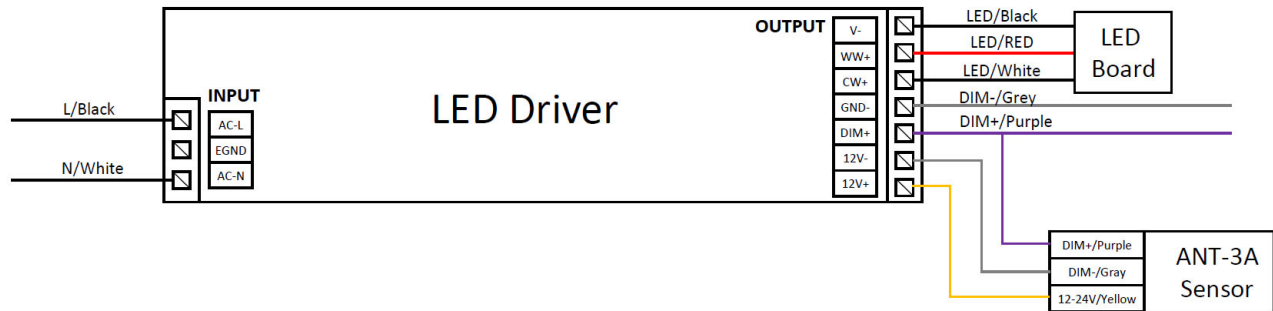 OUTPUT
V-
WW+
CW+
GND-
DIM+
12V-
12V+
LED/Black
LED/RED
LED/White
DIM-/Grey
DIM+/Purple
LED
Board
INPUT
AC-L
EGND
AC-N
L/Black
N/White
LED Driver
DIM+/Purple
DIM-/Gray
12-24V/Yellow
ANT-3A
Sensor